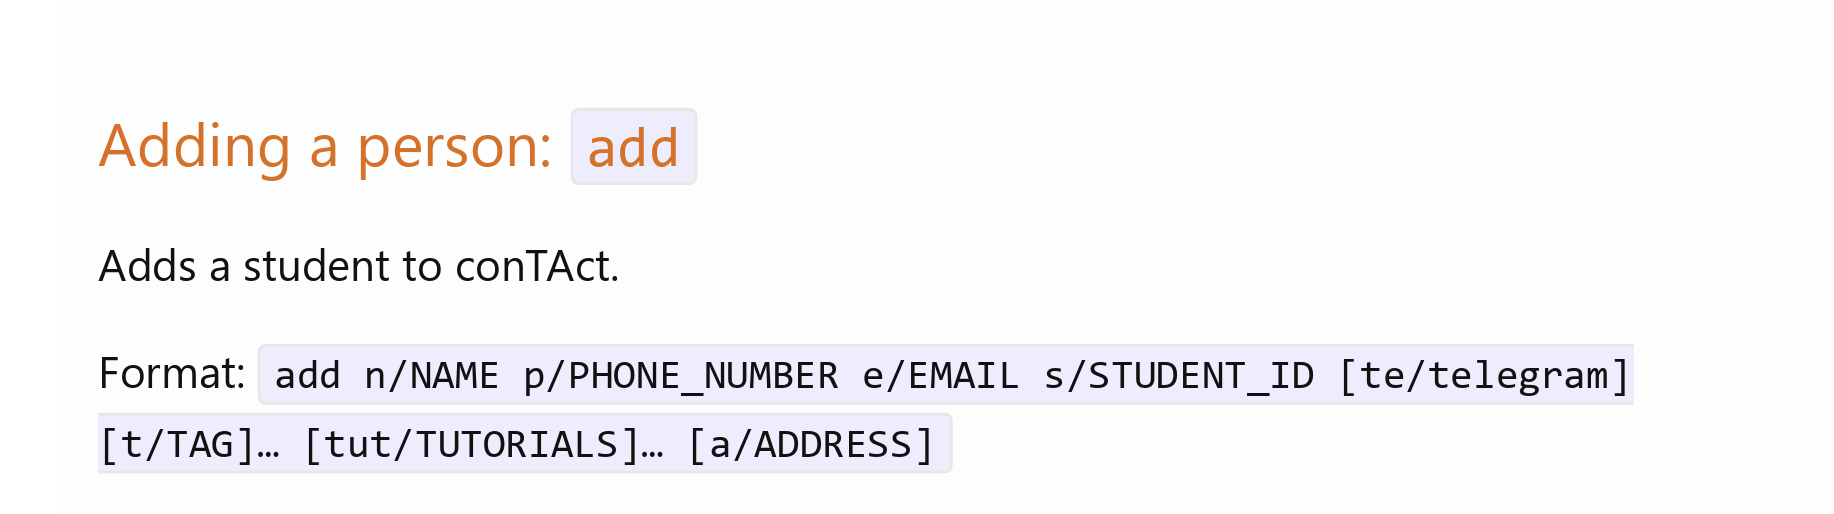 Adding a person: add
Adds a student to conTAct.
Format: add n/NAME p/PHONE_NUMBER e/EMAIL s/STUDENT_ID [te/telegram]
[t/TAG]… [tut/TUTORIALS]… [a/ADDRESS]